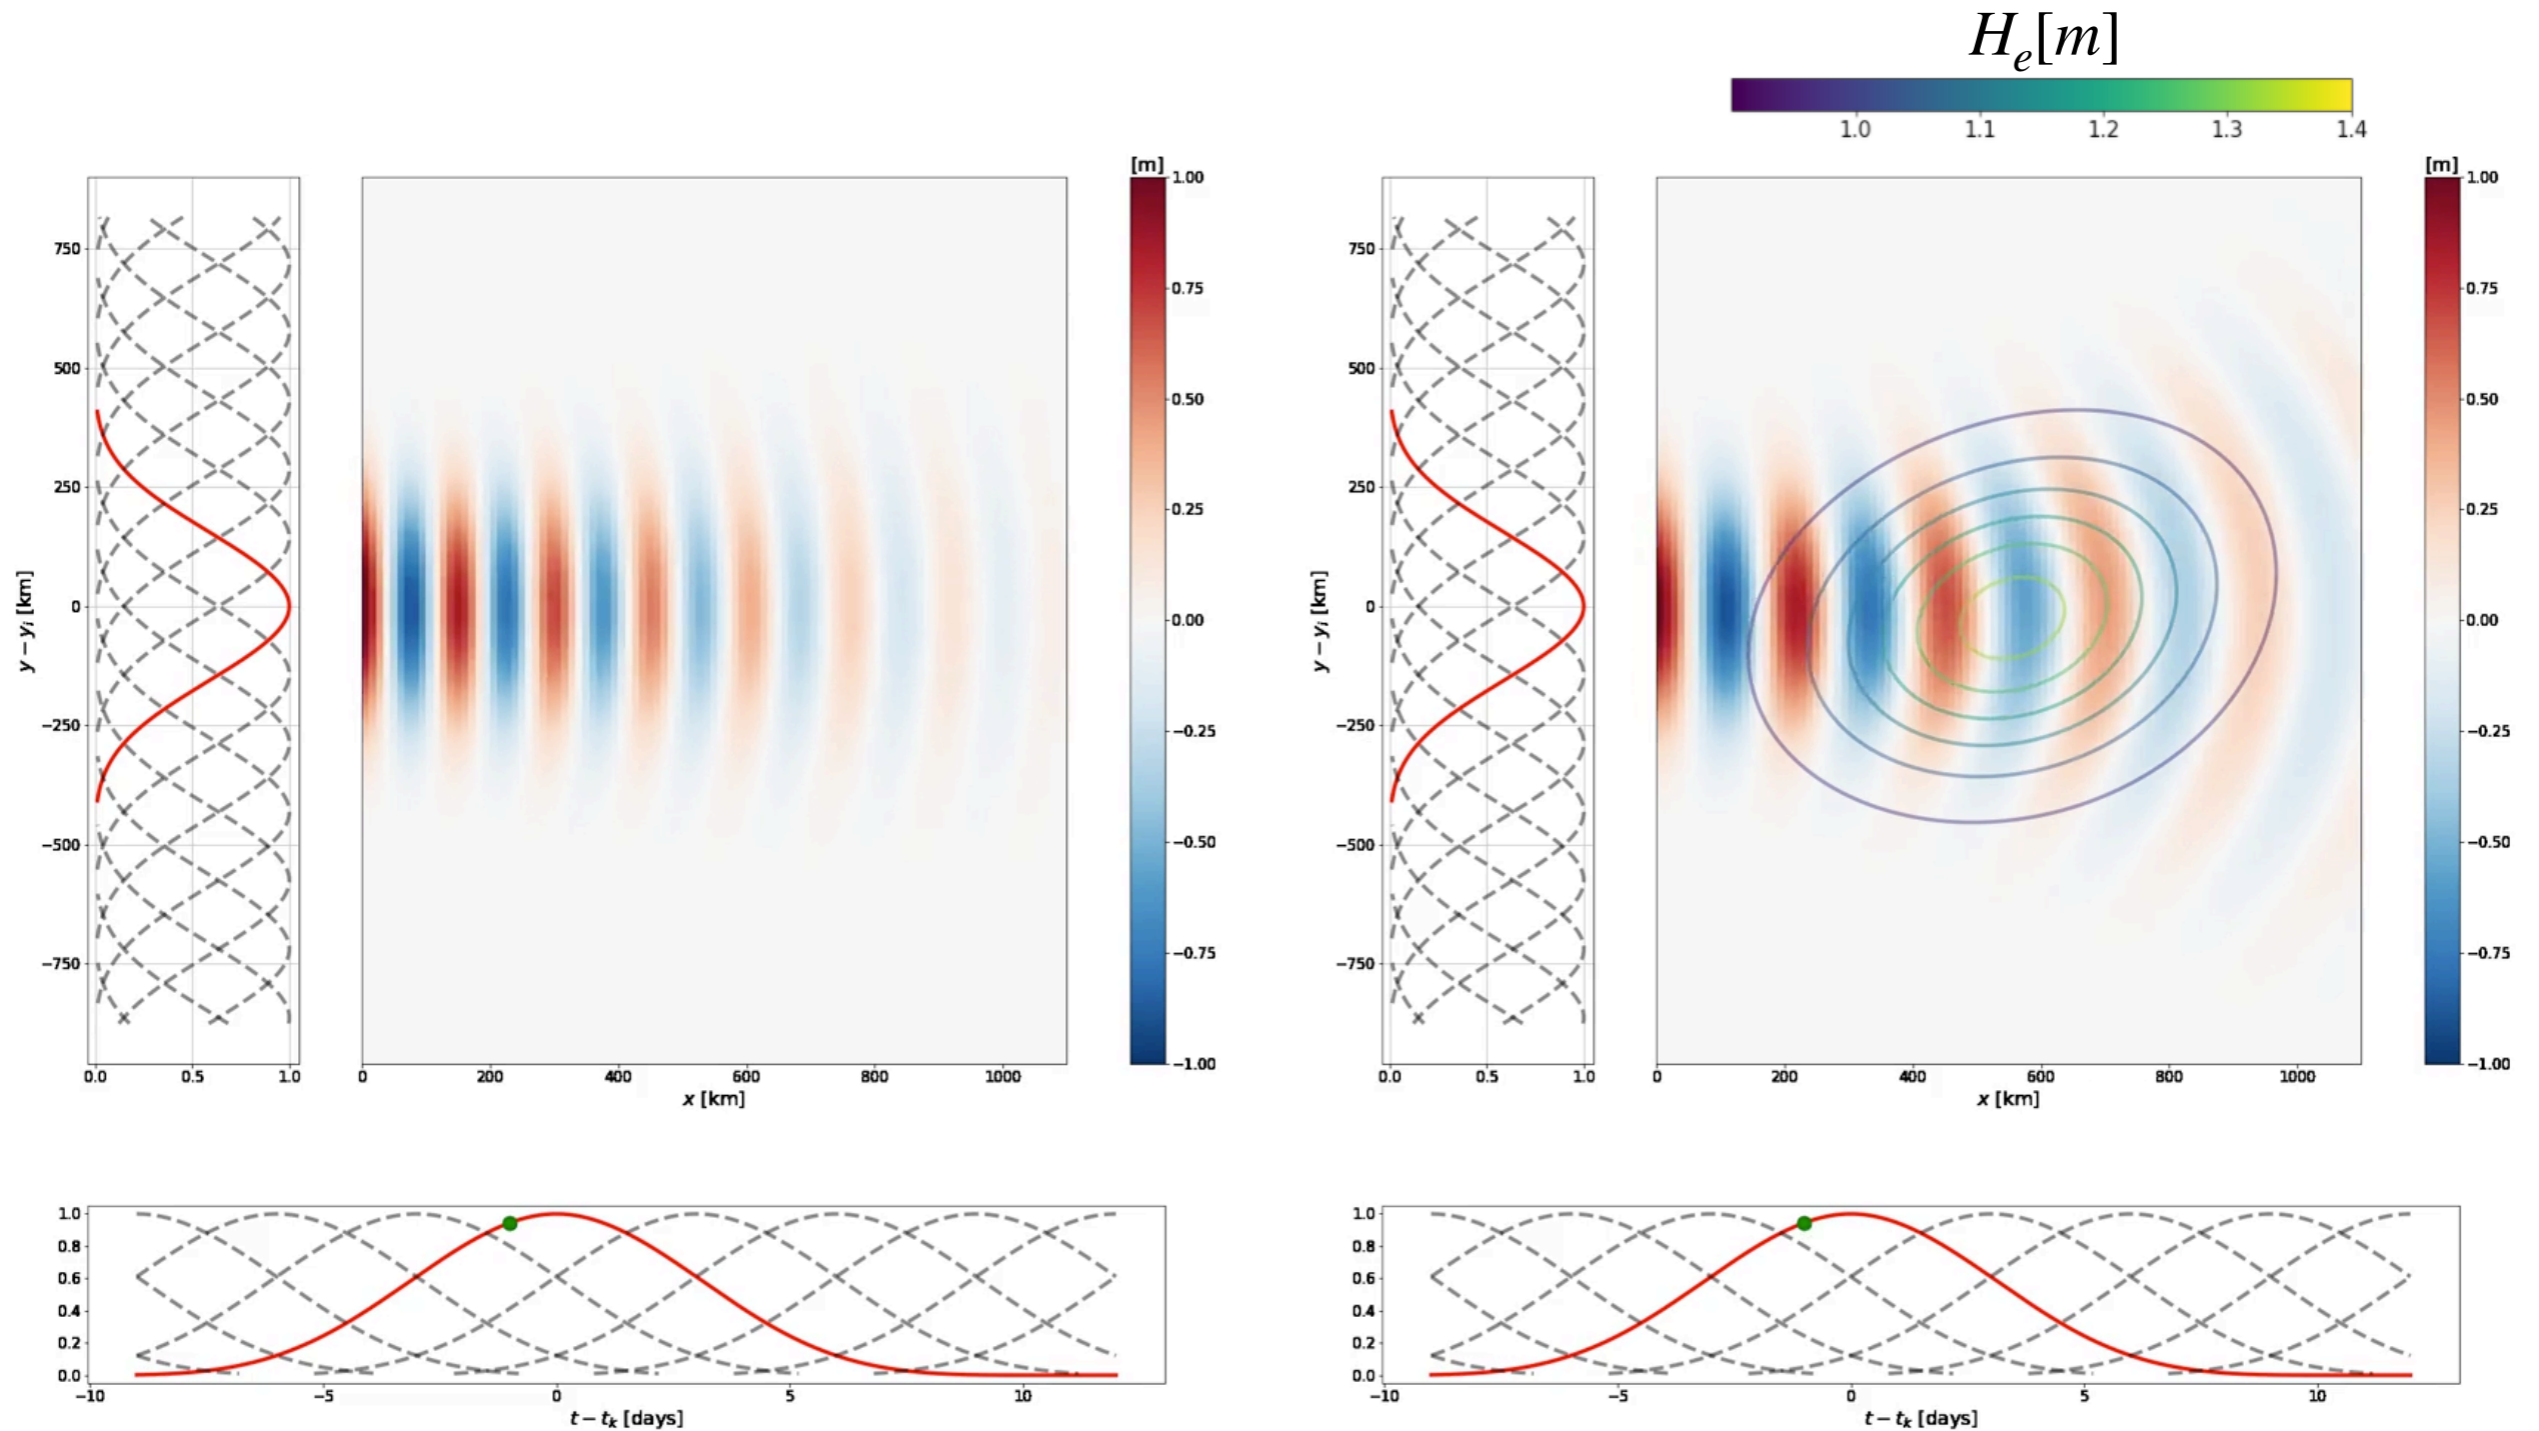 H_e[m]
1.0 1.1 1.2 1.3 1.4
[m]
1.00
0.75
0.50
0.25
0.00
−0.25
−0.50
−0.75
−1.00
750
500
250
0
−250
−500
−750
y − y_i [km]
0.0 0.5 1.0
0 200 400 600 800 1000
x [km]
[m]
1.00
0.75
0.50
0.25
0.00
−0.25
−0.50
−0.75
−1.00
750
500
250
0
−250
−500
−750
y − y_i [km]
0.0 0.5 1.0
0 200 400 600 800 1000
x [km]
1.0
0.8
0.6
0.4
0.2
0.0
−10 −5 0 5 10
t − t_k [days]
1.0
0.8
0.6
0.4
0.2
0.0
−10 −5 0 5 10
t − t_k [days]